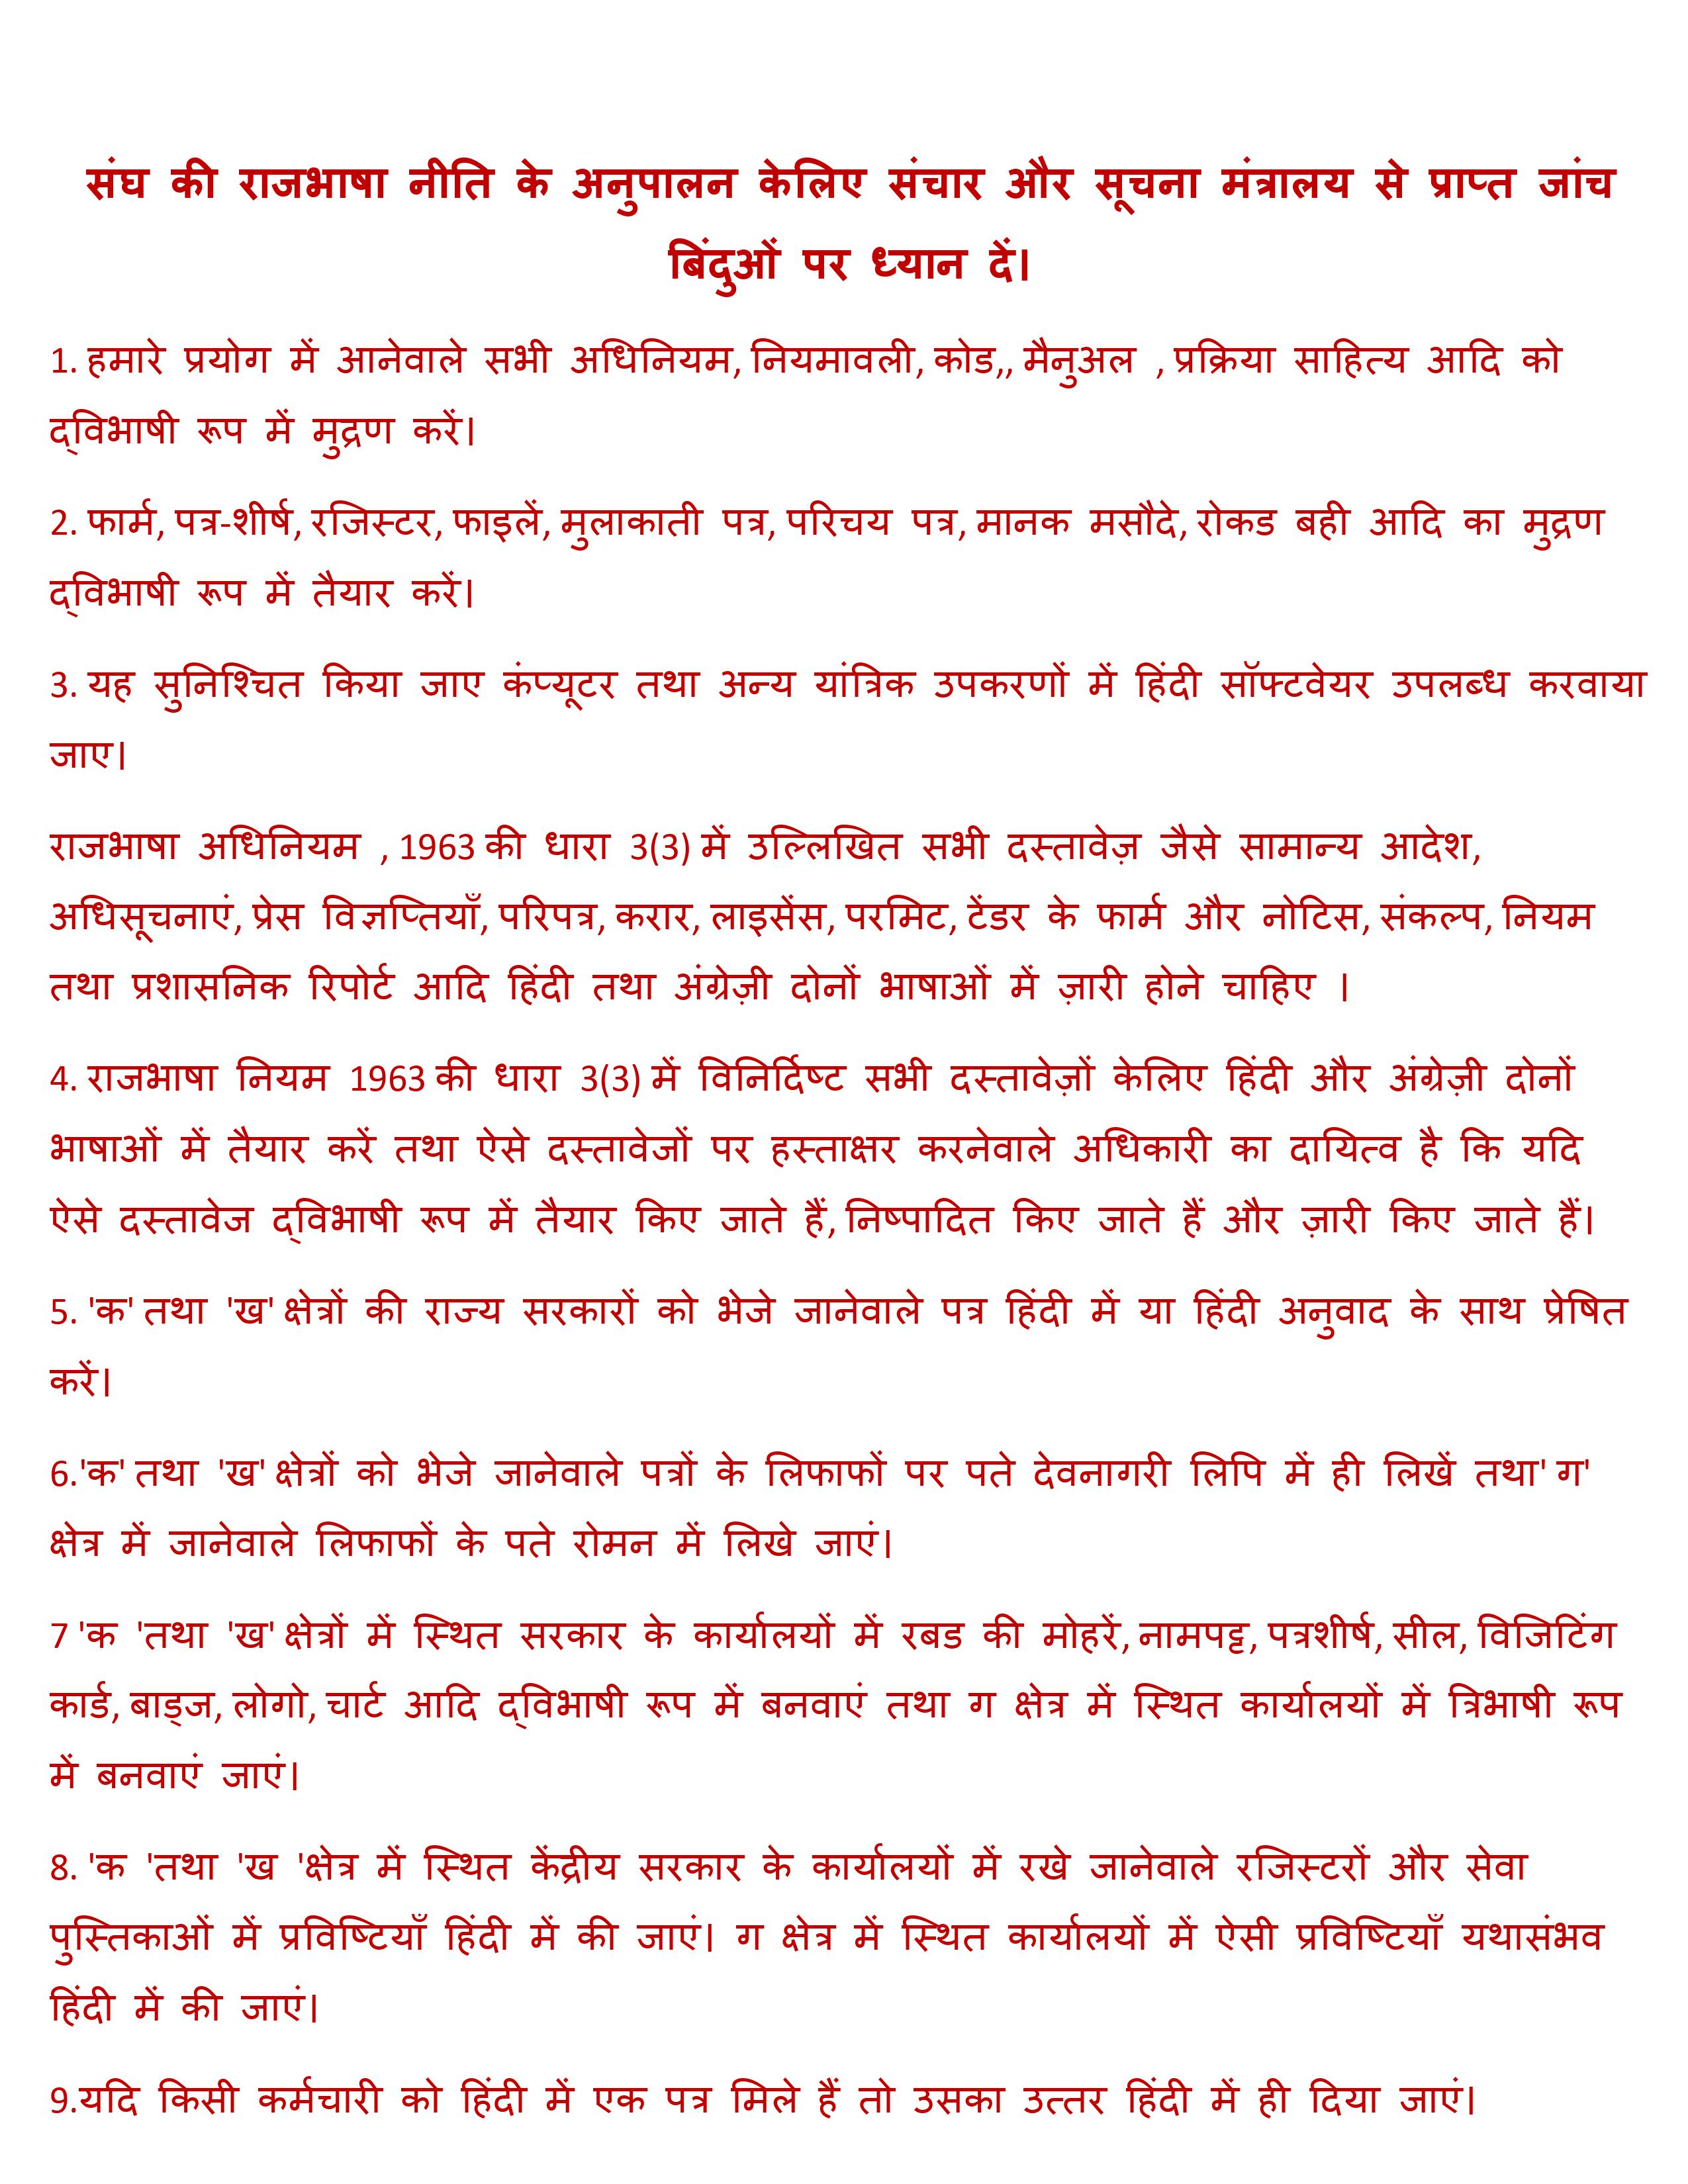 संघ की राजभाषा नीति के अनुपालन केलिए संचार और सूचना मंत्रालय से प्राप्त जांच
बिंदुओं पर ध्यान दें।
1. हमारे प्रयोग में आनेवाले सभी अधिनियम, नियमावली, कोड,, मैनुअल , प्रक्रिया साहित्य आदि को
द्‌विभाषी रूप में मुद्रण करें।
2. फार्म, पत्र-शीर्ष, रजिस्टर, फाइलें, मुलाकाती पत्र, परिचय पत्र, मानक मसौदे, रोकड बही आदि का मुद्रण
द्‌विभाषी रूप में तैयार करें।
3. यह सुनिश्चित किया जाए कंप्यूटर तथा अन्य यांत्रिक उपकरणों में हिंदी सॉफ्टवेयर उपलब्ध करवाया
जाए।
राजभाषा अधिनियम , 1963 की धारा 3(3) में उल्लिखित सभी दस्तावेज़ जैसे सामान्य आदेश,
अधिसूचनाएं, प्रेस विज्ञप्तियाँ, परिपत्र, करार, लाइसेंस, परमिट, टेंडर के फार्म और नोटिस, संकल्प, नियम
तथा प्रशासनिक रिपोर्ट आदि हिंदी तथा अंग्रेज़ी दोनों भाषाओं में ज़ारी होने चाहिए ।
4. राजभाषा नियम 1963 की धारा 3(3) में विनिर्दिष्ट सभी दस्तावेज़ों केलिए हिंदी और अंग्रेज़ी दोनों
भाषाओं में तैयार करें तथा ऐसे दस्तावेजों पर हस्ताक्षर करनेवाले अधिकारी का दायित्व है कि यदि
ऐसे दस्तावेज द्‌विभाषी रूप में तैयार किए जाते हैं, निष्पादित किए जाते हैं और ज़ारी किए जाते हैं।
5. 'क' तथा 'ख' क्षेत्रों की राज्य सरकारों को भेजे जानेवाले पत्र हिंदी में या हिंदी अनुवाद के साथ प्रेषित
करें।
6.'क' तथा 'ख' क्षेत्रों को भेजे जानेवाले पत्रों के लिफाफों पर पते देवनागरी लिपि में ही लिखें तथा' ग'
क्षेत्र में जानेवाले लिफाफों के पते रोमन में लिखे जाएं।
7 'क 'तथा 'ख' क्षेत्रों में स्थित सरकार के कार्यालयों में रबड की मोहरें, नामपट्ट, पत्रशीर्ष, सील, विजिटिंग
कार्ड, बाड्ज, लोगो, चार्ट आदि द्‌विभाषी रूप में बनवाएं तथा ग क्षेत्र में स्थित कार्यालयों में त्रिभाषी रूप
में बनवाएं जाएं।
8. 'क 'तथा 'ख 'क्षेत्र में स्थित केंद्रीय सरकार के कार्यालयों में रखे जानेवाले रजिस्टरों और सेवा
पुस्तिकाओं में प्रविष्टियाँ हिंदी में की जाएं। ग क्षेत्र में स्थित कार्यालयों में ऐसी प्रविष्टियाँ यथासंभव
हिंदी में की जाएं।
9.यदि किसी कर्मचारी को हिंदी में एक पत्र मिले हैं तो उसका उत्तर हिंदी में ही दिया जाएं।